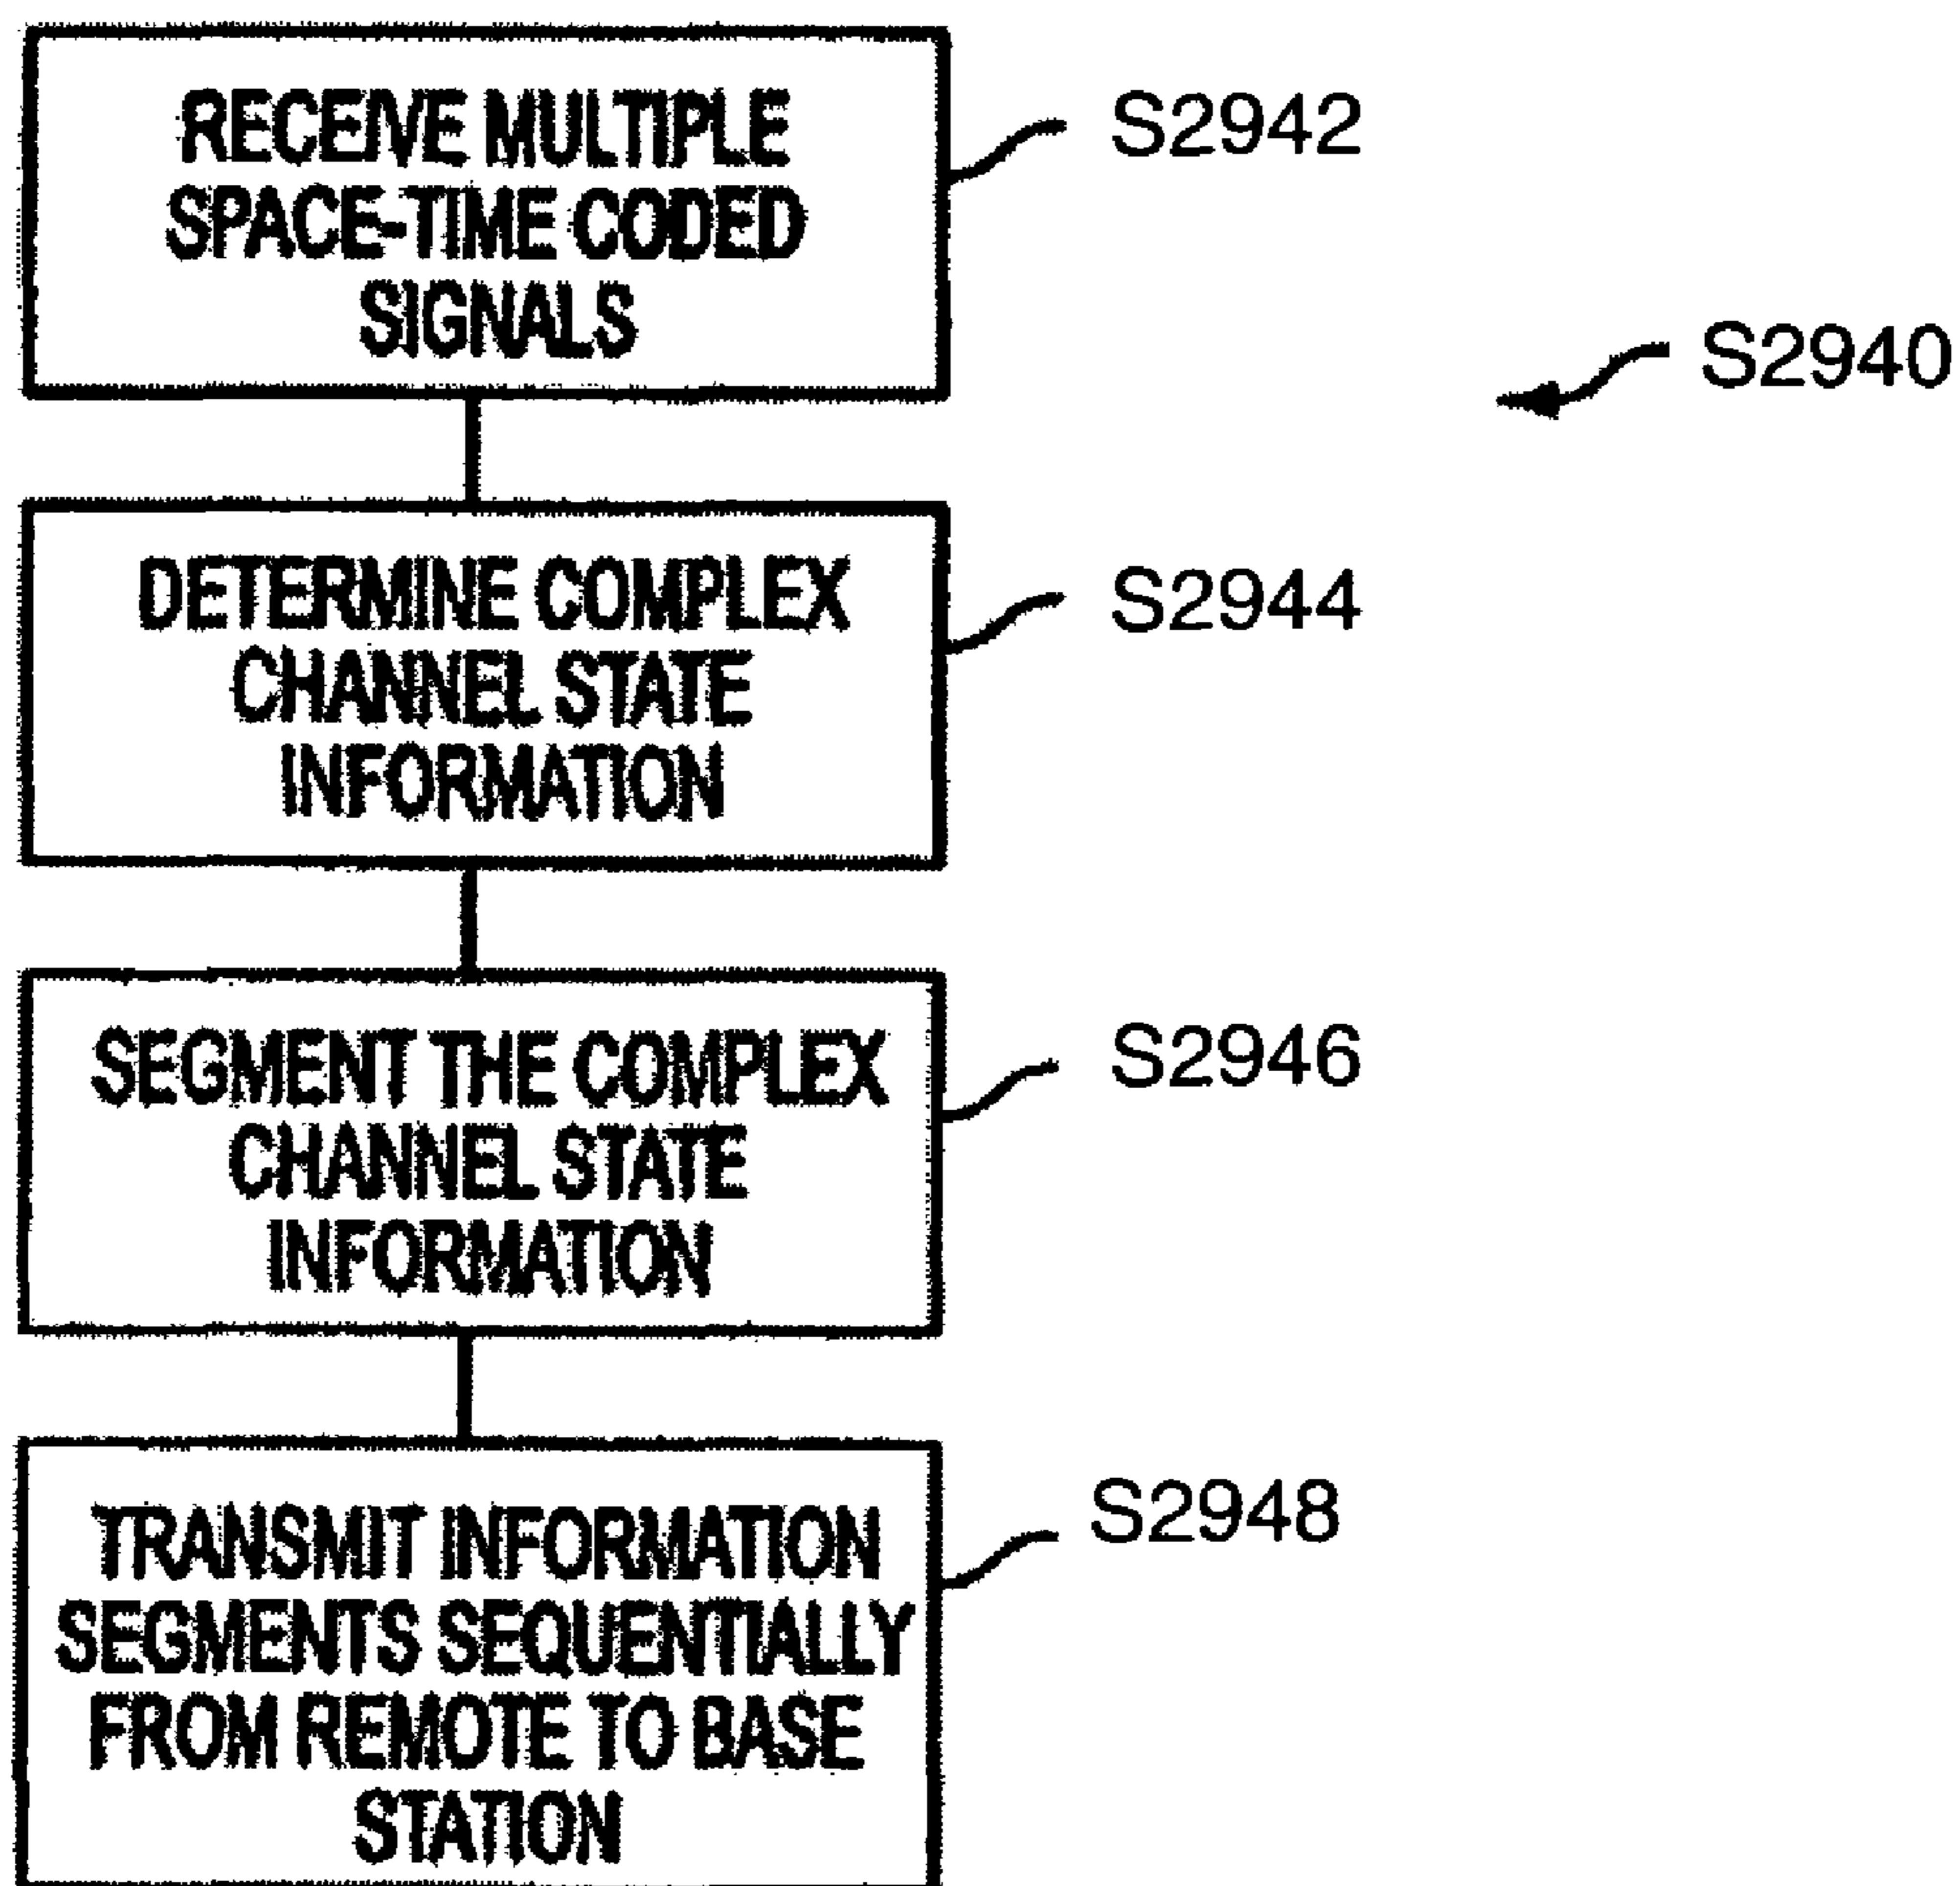 RECEIVE MULTIPLE
SPACE-TIME CODED
SIGNALS
S2942
S2940
DETERMINE COMPLEX
CHANNEL STATE
INFORMATION
S2944
SEGMENT THE COMPLEX
CHANNEL STATE
INFORMATION
S2946
TRANSMIT INFORMATION
SEGMENTS SEQUENTIALLY
FROM REMOTE TO BASE
STATION
S2948